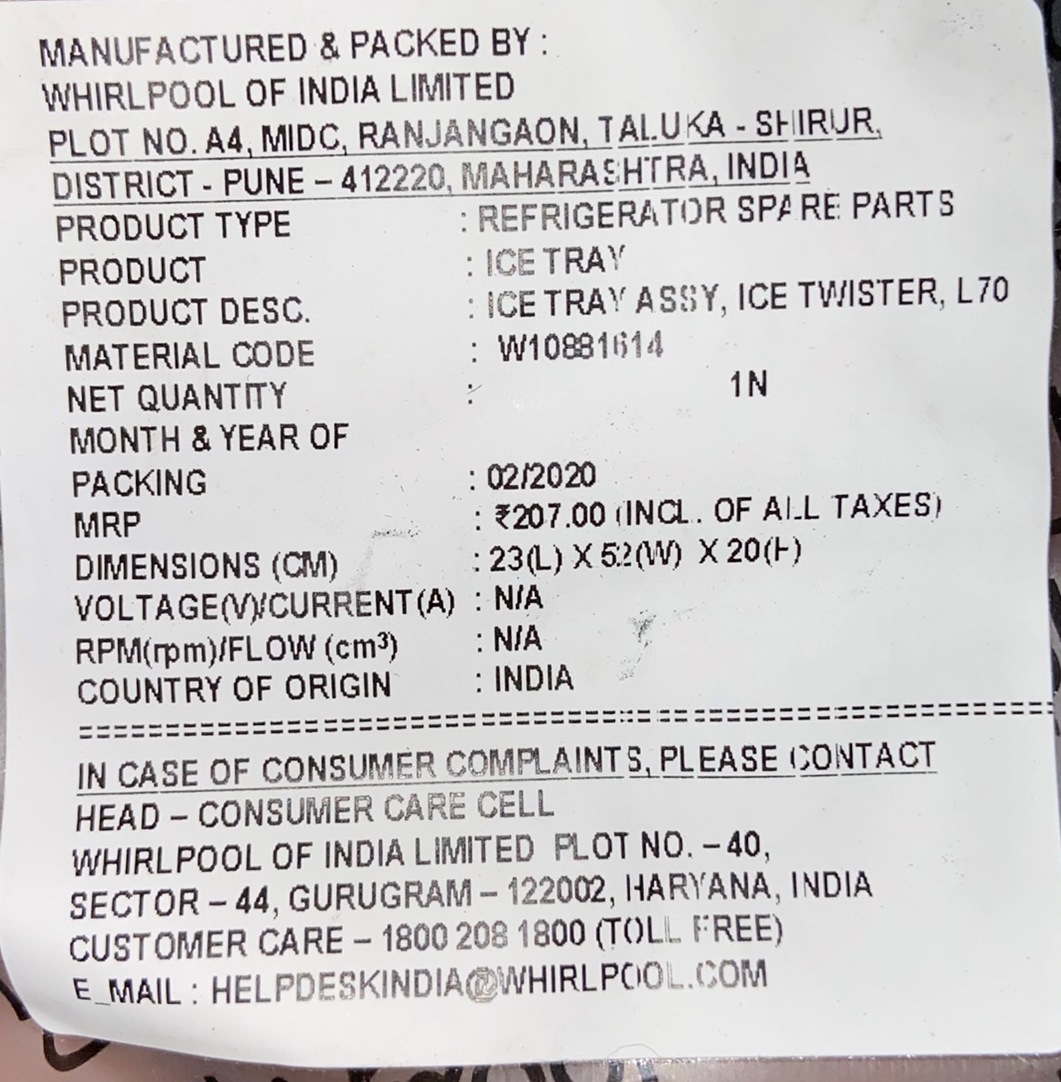 MANUFACTURED & PACKED BY :
WHIRLPOOL OF INDIA LIMITED
PLOT NO. A4, MIDC, RANJANGAON, TALUKA - SHIRUR,
DISTRICT - PUNE – 412220, MAHARASHTRA, INDIA
PRODUCT TYPE : REFRIGERATOR SPARE PARTS
PRODUCT : ICE TRAY
PRODUCT DESC. : ICE TRAY ASSY, ICE TWISTER, L70
MATERIAL CODE : W10881614
NET QUANTITY : 1N
MONTH & YEAR OF
PACKING : 02/2020
MRP : ₹207.00 (INCL. OF ALL TAXES)
DIMENSIONS (CM) : 23(L) X 52(W) X 20(H)
VOLTAGE(V)/CURRENT(A) : N/A
RPM(rpm)/FLOW (cm³) : N/A
COUNTRY OF ORIGIN : INDIA
IN CASE OF CONSUMER COMPLAINTS, PLEASE CONTACT
HEAD – CONSUMER CARE CELL
WHIRLPOOL OF INDIA LIMITED PLOT NO. – 40,
SECTOR – 44, GURUGRAM – 122002, HARYANA, INDIA
CUSTOMER CARE – 1800 208 1800 (TOLL FREE)
E_MAIL : HELPDESKINDIA@WHIRLPOOL.COM